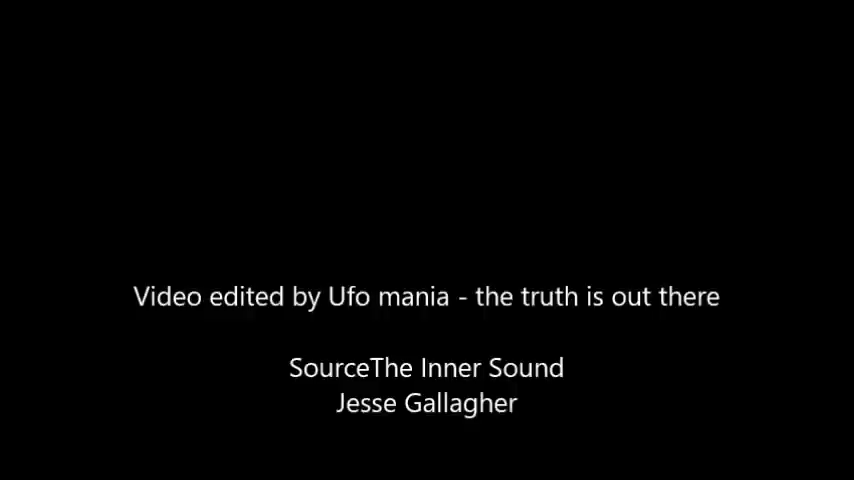 Video edited by Ufo mania - the truth is out there
SourceThe Inner Sound
Jesse Gallagher